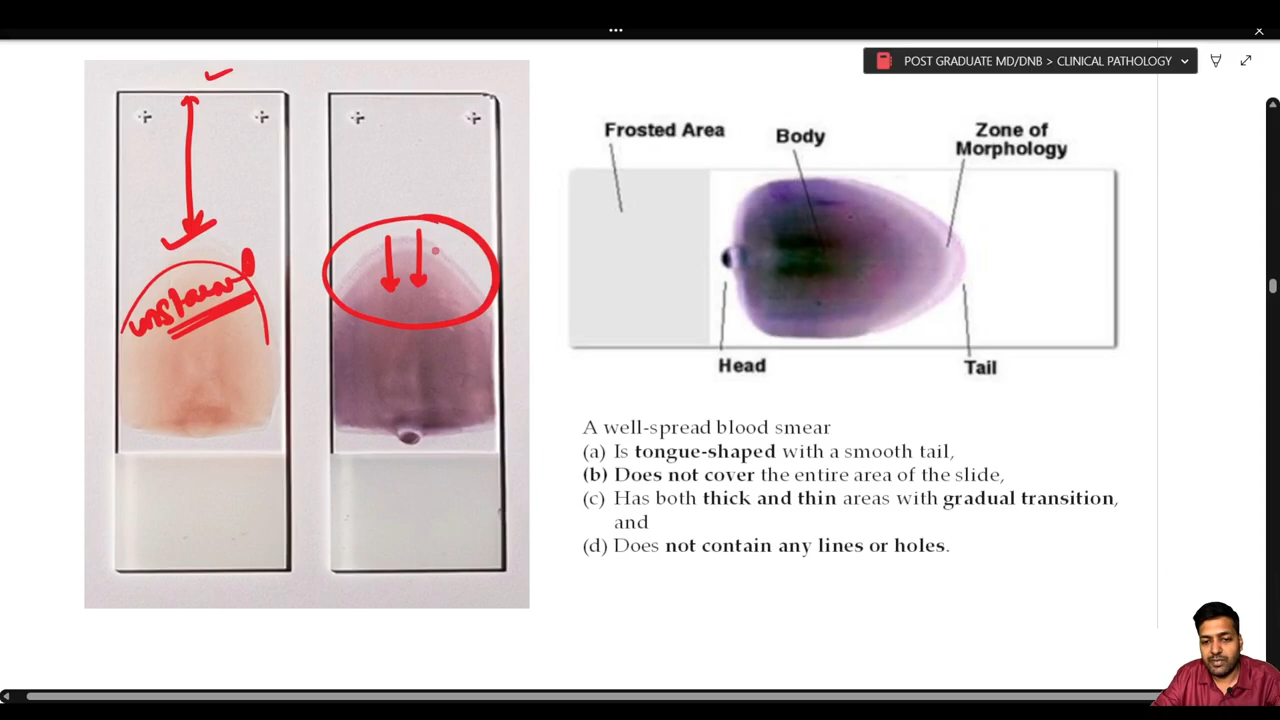 POST GRADUATE MD/DNB > CLINICAL PATHOLOGY
unstained
Frosted Area
Body
Zone of
Morphology
Head
Tail
A well-spread blood smear
(a) Is tongue-shaped with a smooth tail,
(b) Does not cover the entire area of the slide,
(c) Has both thick and thin areas with gradual transition,
and
(d) Does not contain any lines or holes.